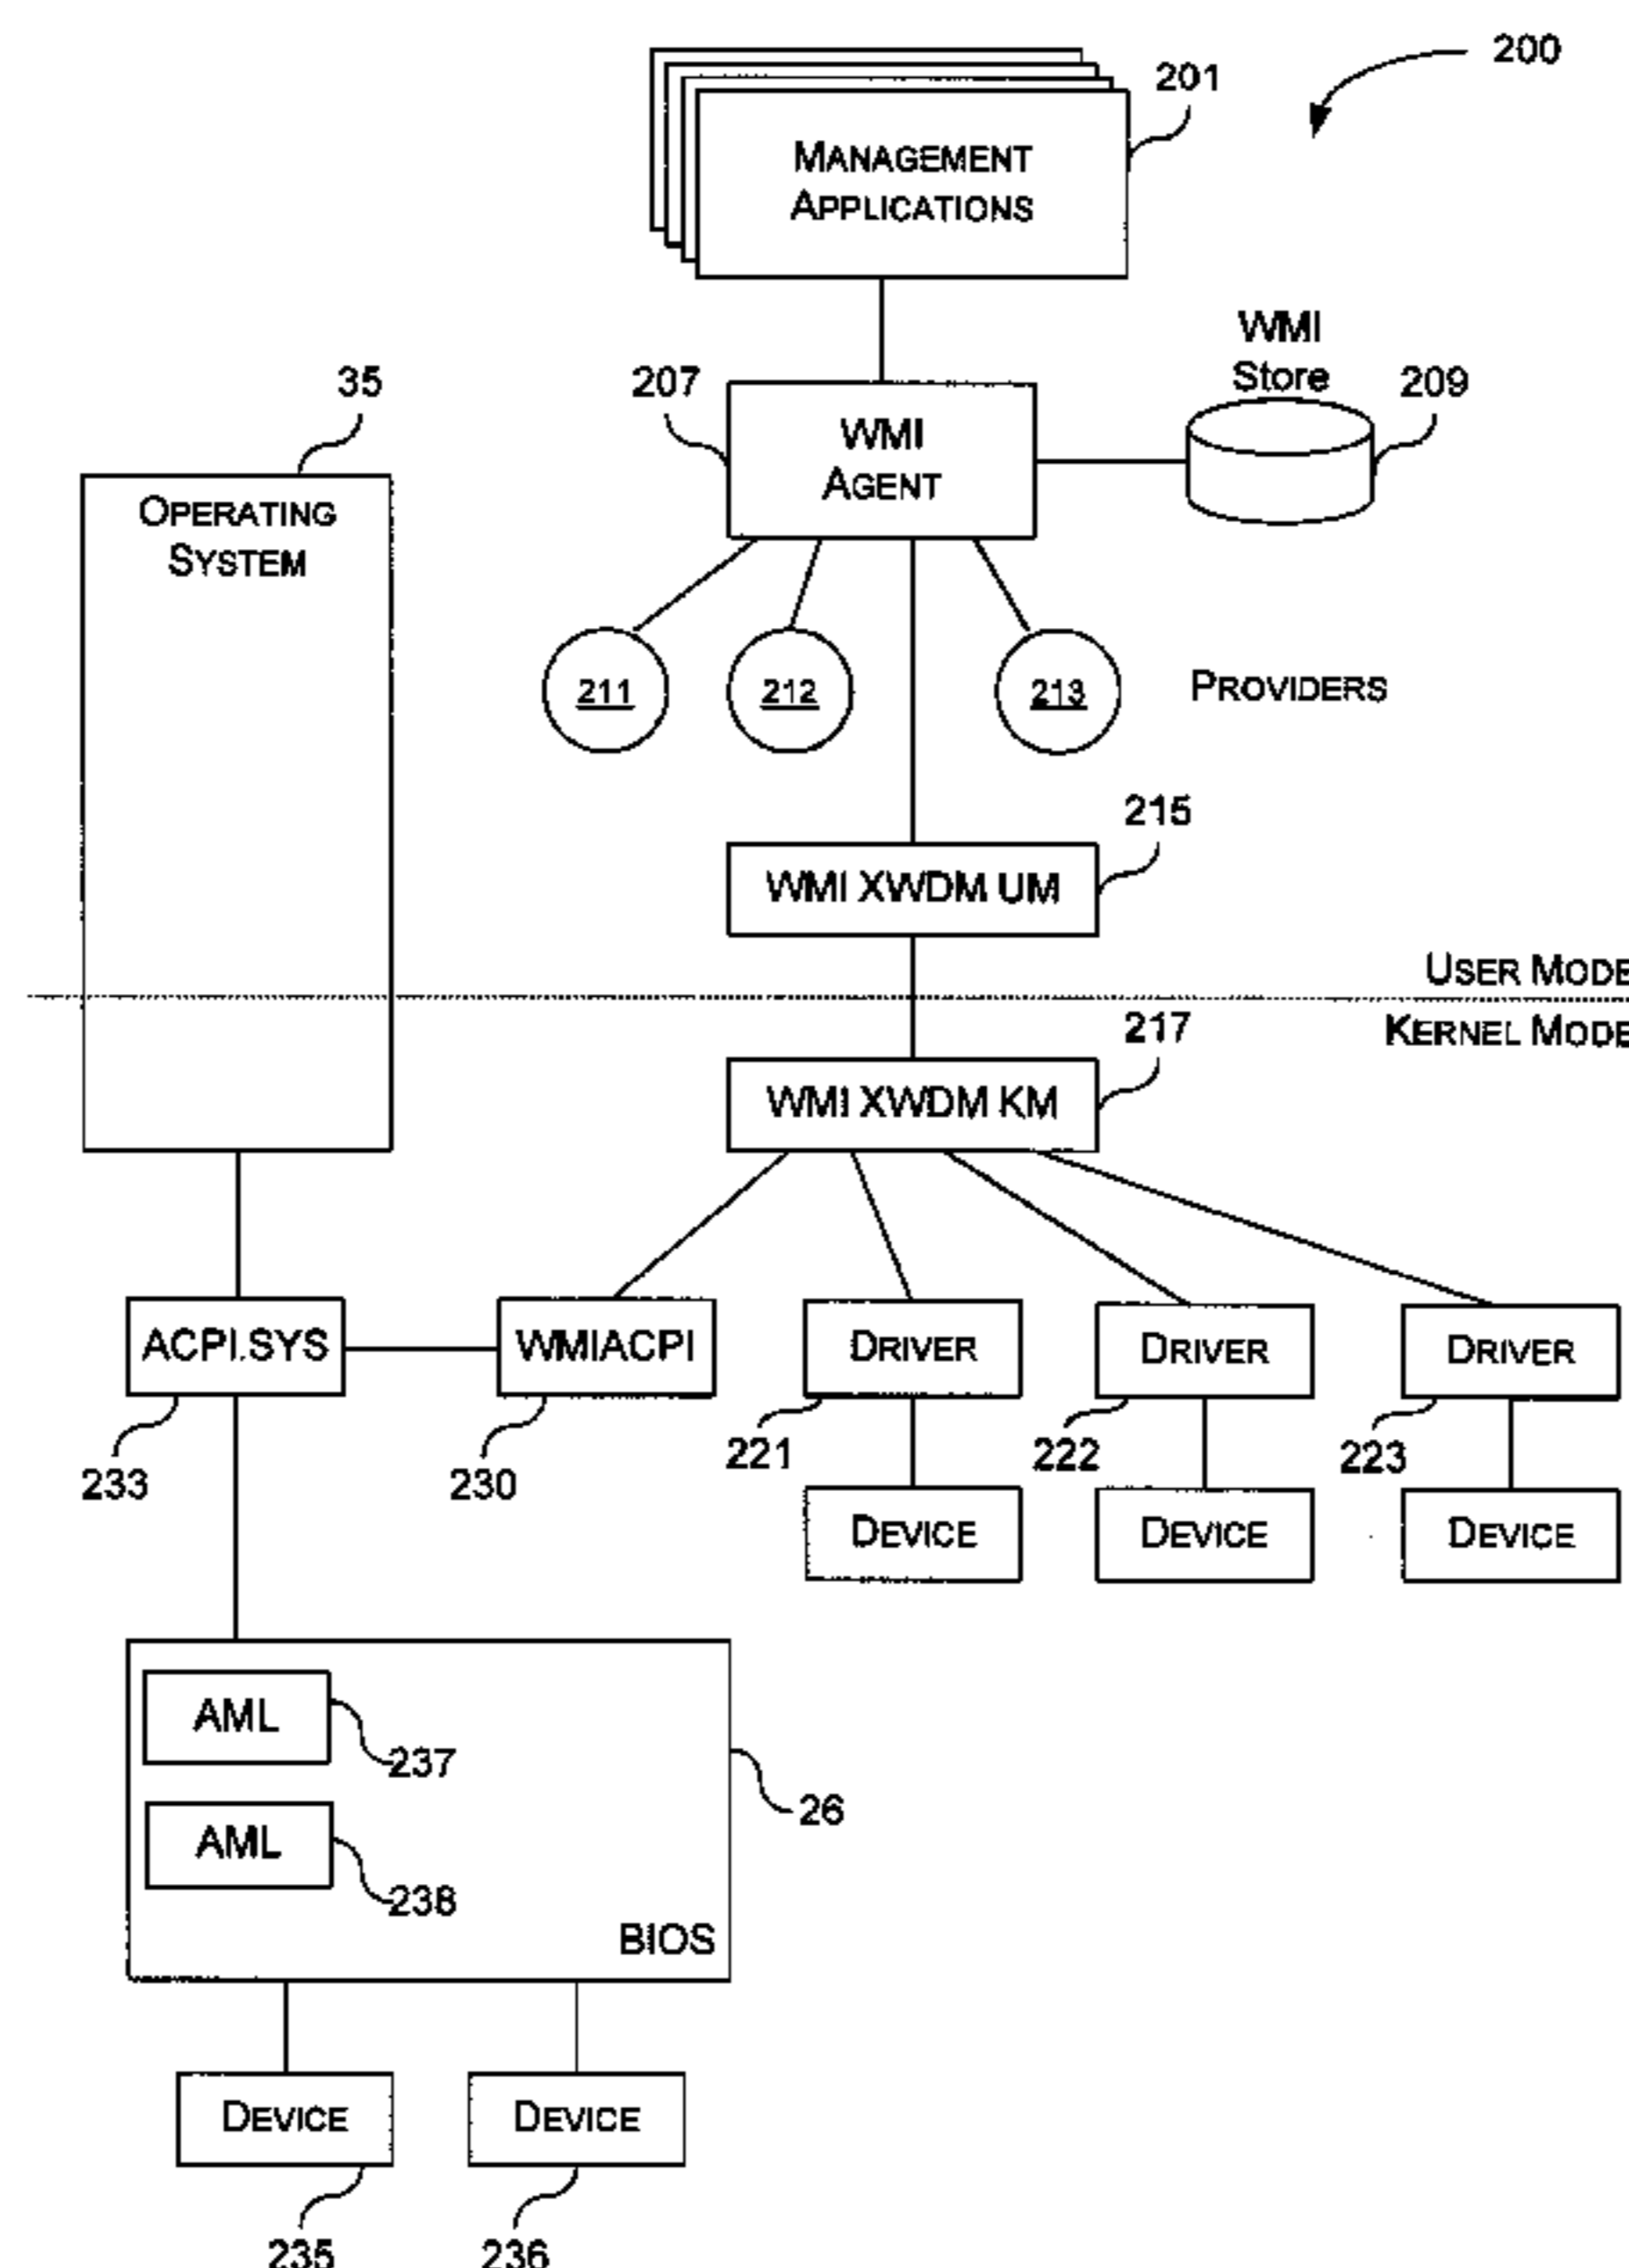 200
201
MANAGEMENT
APPLICATIONS
WMI
Store
35
207
209
WMI
AGENT
OPERATING
SYSTEM
211
212
213
PROVIDERS
215
WMI XWDM UM
USER MODE
217
KERNEL MODE
WMI XWDM KM
ACPI.SYS
WMIACPI
DRIVER
DRIVER
DRIVER
233
230
221
222
223
DEVICE
DEVICE
DEVICE
AML
237
26
AML
238
BIOS
DEVICE
DEVICE
235
236